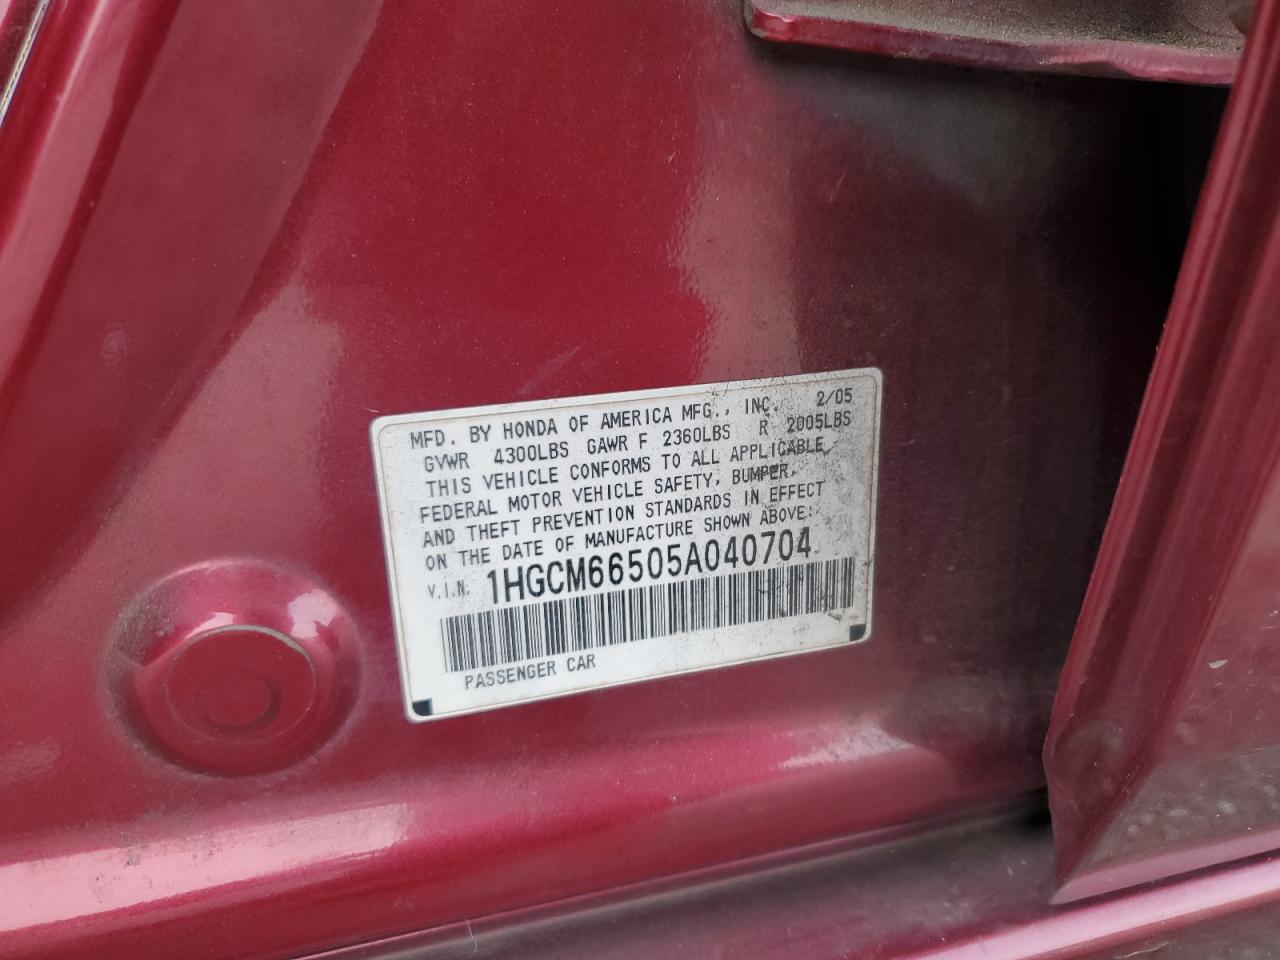 MFD. BY HONDA OF AMERICA MFG., INC. 2/05
GVWR 4300LBS GAWR F 2360LBS R 2005LBS
THIS VEHICLE CONFORMS TO ALL APPLICABLE
FEDERAL MOTOR VEHICLE SAFETY, BUMPER,
AND THEFT PREVENTION STANDARDS IN EFFECT
ON THE DATE OF MANUFACTURE SHOWN ABOVE:
V.I.N. 1HGCM66505A040704
PASSENGER CAR